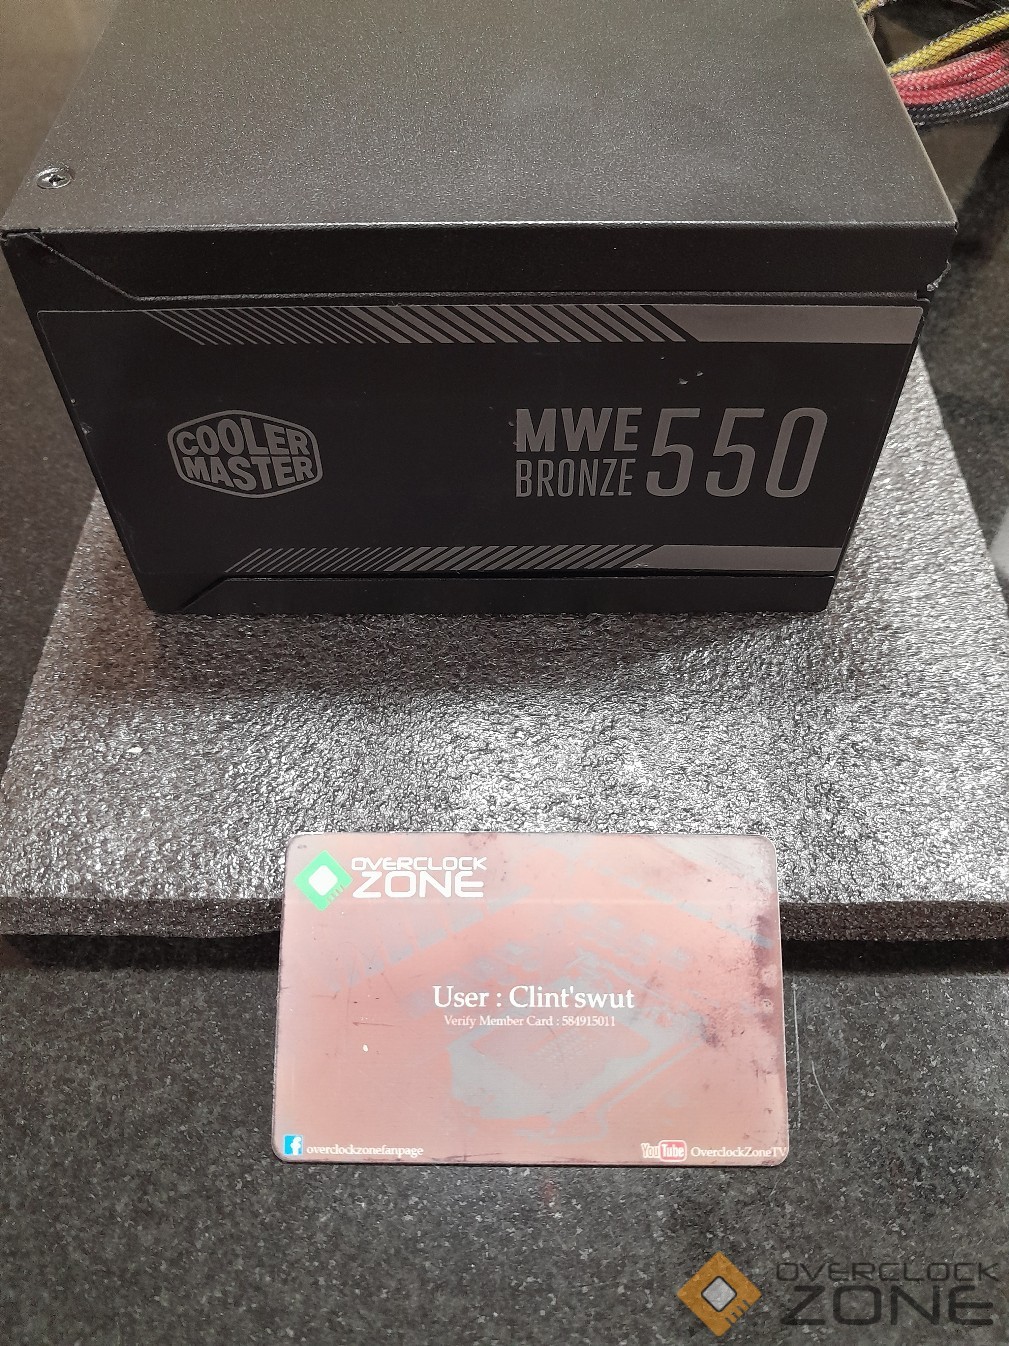 COOLER
MASTER
MWE
BRONZE
550
OVERCLOCK
ZONE
User : Clint'swut
Verify Member Card : 584915011
overclockzonefanpage
YouTube OverclockZoneTV
OVERCLOCK
ZONE